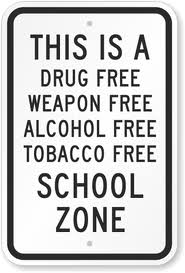 THIS IS A
DRUG FREE
WEAPON FREE
ALCOHOL FREE
TOBACCO FREE
SCHOOL
ZONE